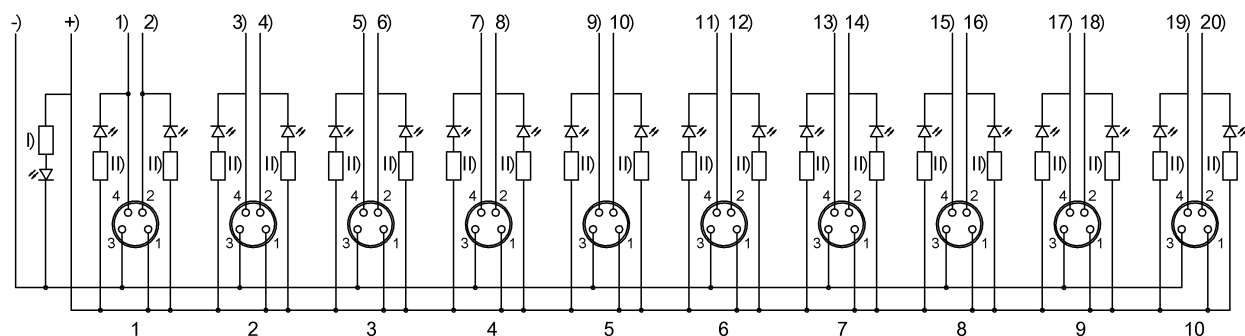 -) +) 1) 2) 3) 4) 5) 6) 7) 8) 9) 10) 11) 12) 13) 14) 15) 16) 17) 18) 19) 20)
I) II) II) II) II) II) II) II) II) II) II) II) II) II) II) II) II) II) II) II) II)
4 2 4 2 4 2 4 2 4 2 4 2 4 2 4 2 4 2 4 2
3 1 3 1 3 1 3 1 3 1 3 1 3 1 3 1 3 1 3 1
1 2 3 4 5 6 7 8 9 10